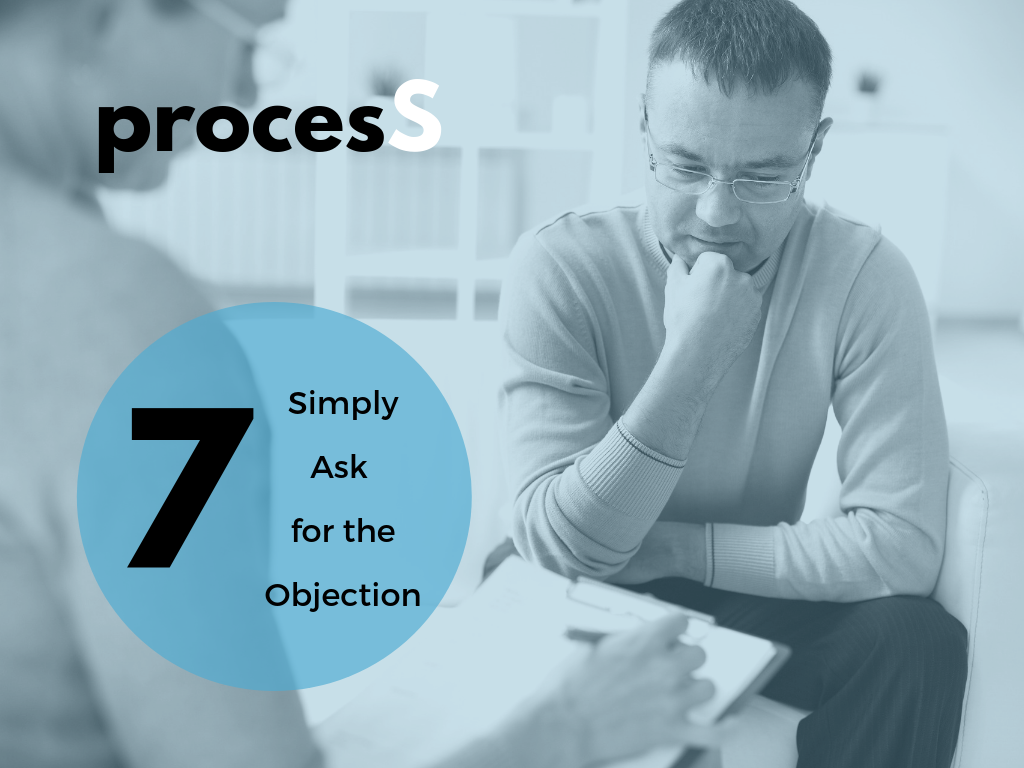 procesS
7
Simply
Ask
for the
Objection